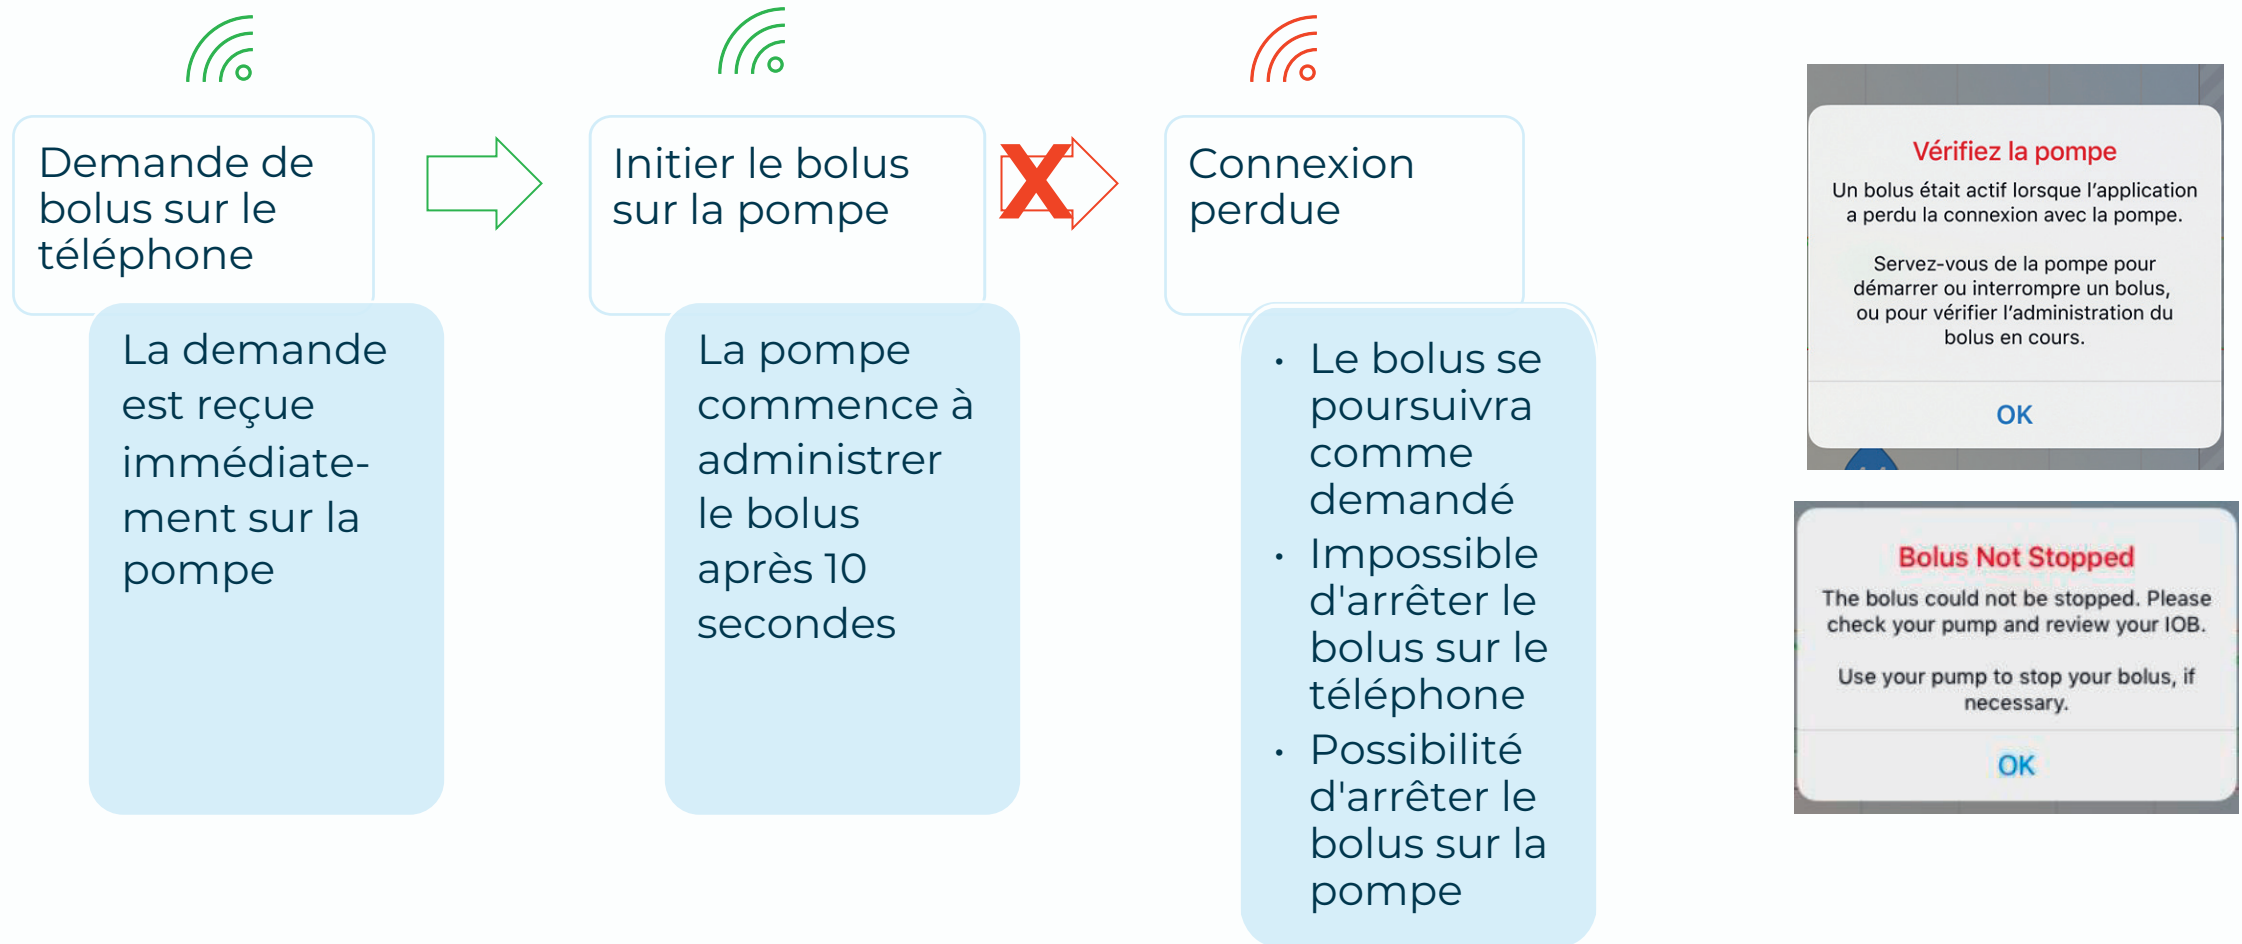 Demande de
bolus sur le
téléphone
La demande
est reçue
immédiate-
ment sur la
pompe
Initier le bolus
sur la pompe
La pompe
commence à
administrer
le bolus
après 10
secondes
X
Connexion
perdue
• Le bolus se
poursuivra
comme
demandé
• Impossible
d'arrêter le
bolus sur le
téléphone
• Possibilité
d'arrêter le
bolus sur la
pompe
Vérifiez la pompe
Un bolus était actif lorsque l'application
a perdu la connexion avec la pompe.
Servez-vous de la pompe pour
démarrer ou interrompre un bolus,
ou pour vérifier l'administration du
bolus en cours.
OK
Bolus Not Stopped
The bolus could not be stopped. Please
check your pump and review your IOB.
Use your pump to stop your bolus, if
necessary.
OK